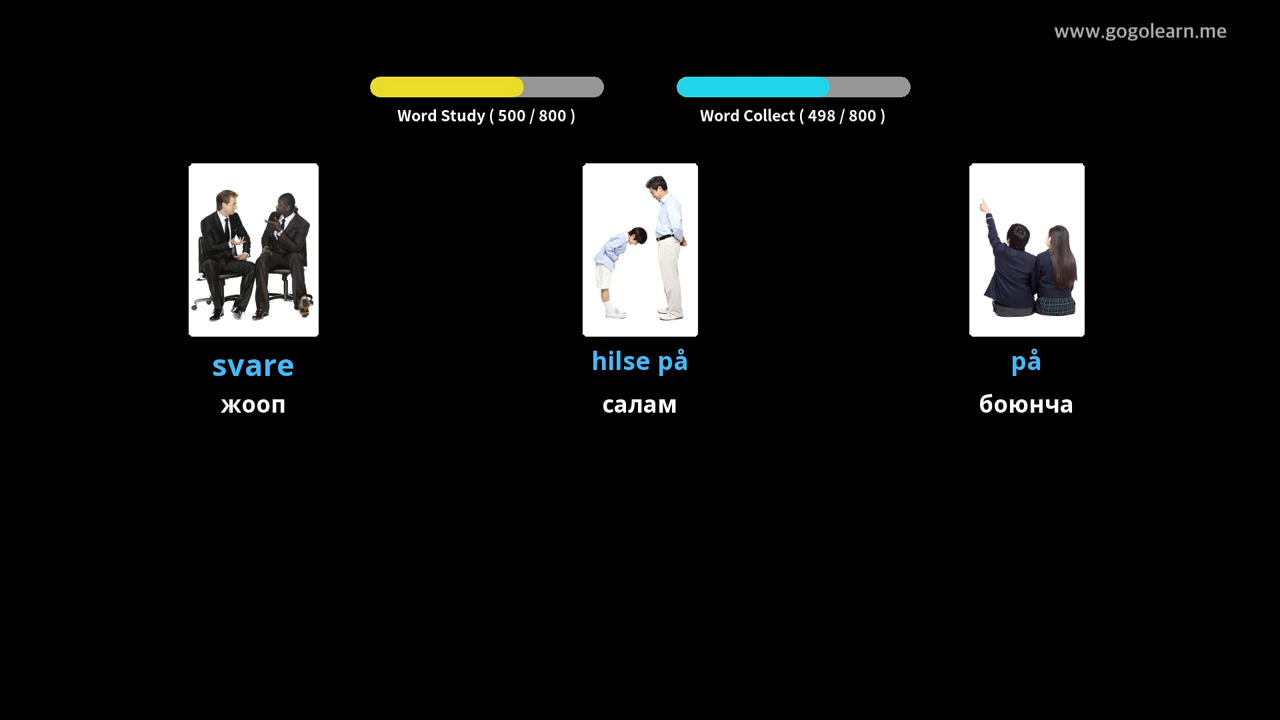 www.gogolearn.me
Word Study ( 500 / 800 )
Word Collect ( 498 / 800 )
svare
hilse på
på
жооп
салам
боюнча